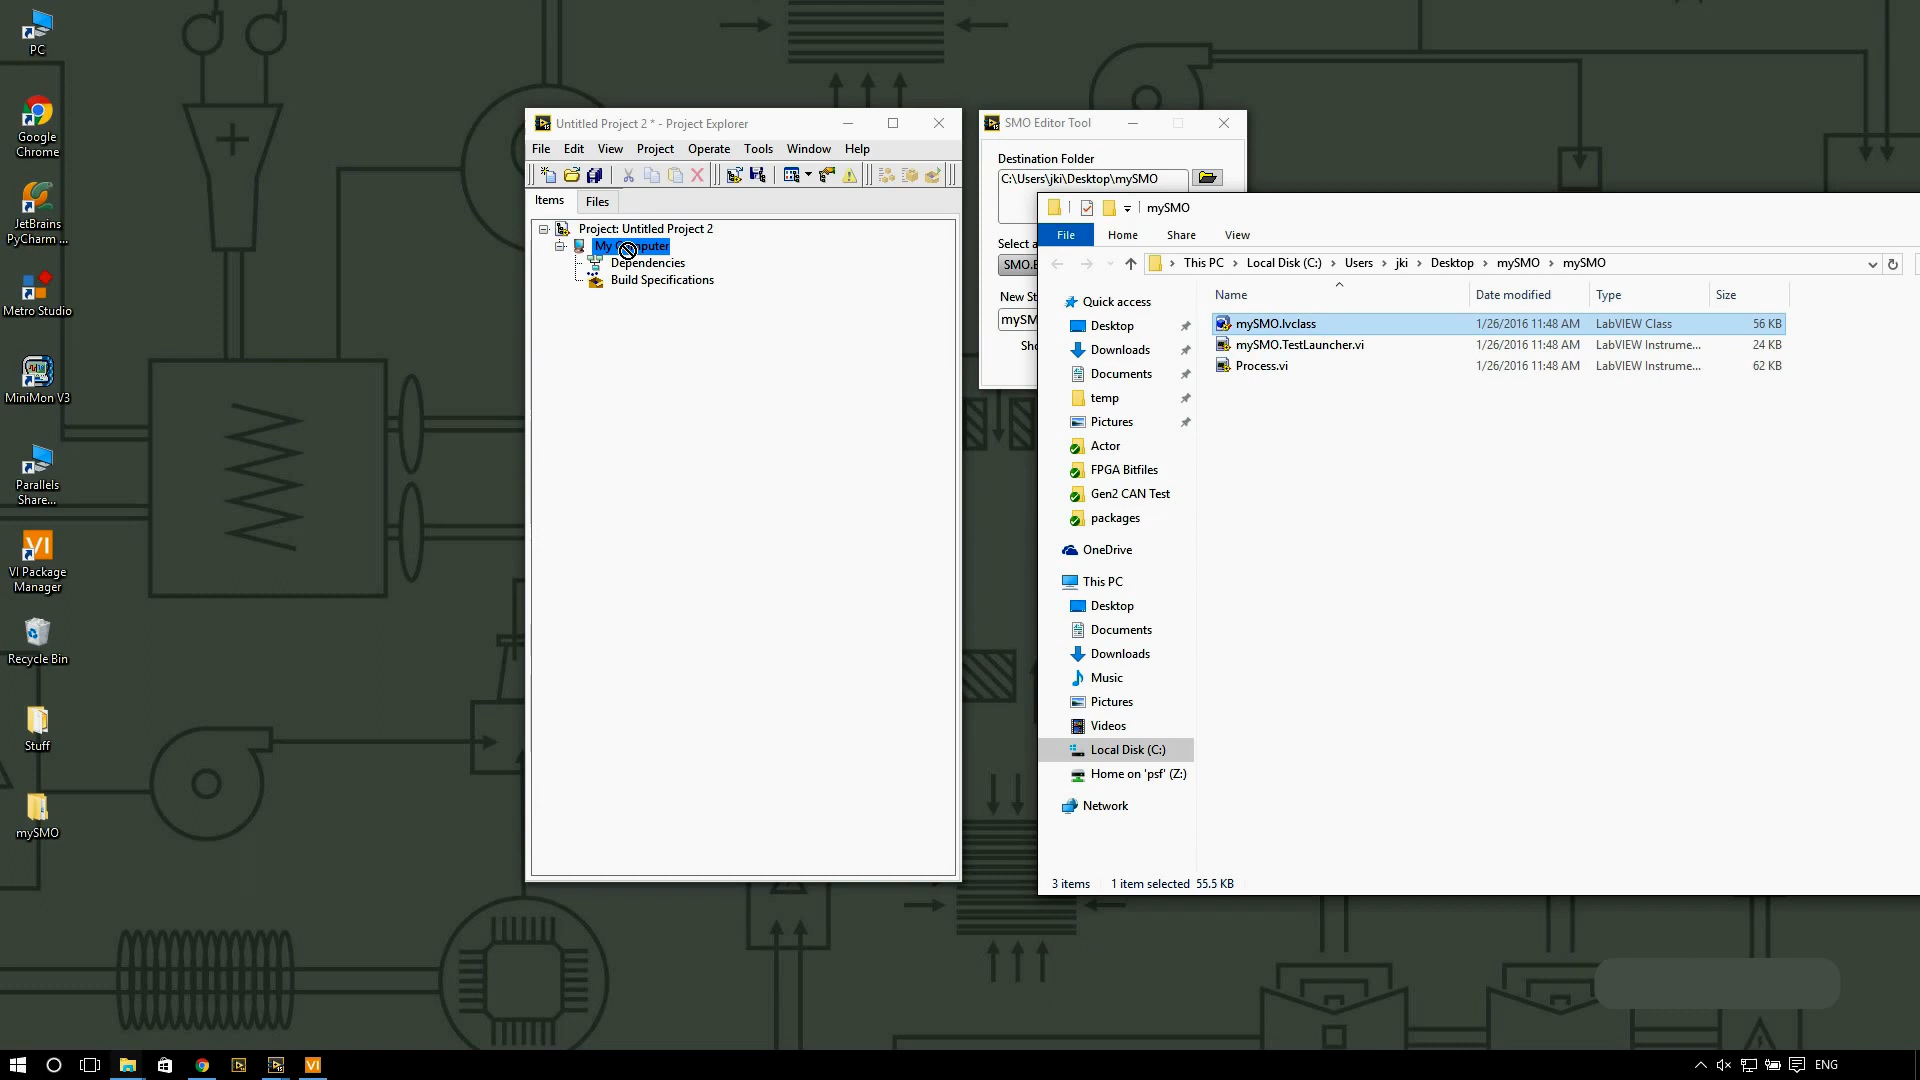 PC
Google
Chrome
JetBrains
PyCharm ...
Metro Studio
MiniMon V3
Parallels
Share...
VI Package
Manager
Recycle Bin
Stuff
mySMO
Untitled Project 2 * - Project Explorer
File Edit View Project Operate Tools Window Help
Items Files
Project: Untitled Project 2
My Computer
Dependencies
Build Specifications
SMO Editor Tool
Destination Folder
C:\Users\jki\Desktop\mySMO
Select a
SMO.
New St
mySM
Sho
mySMO
File Home Share View
This PC Local Disk (C:) Users jki Desktop mySMO mySMO
Name Date modified Type Size
mySMO.lvclass 1/26/2016 11:48 AM LabVIEW Class 56 KB
mySMO.TestLauncher.vi 1/26/2016 11:48 AM LabVIEW Instrume... 24 KB
Process.vi 1/26/2016 11:48 AM LabVIEW Instrume... 62 KB
Quick access
Desktop
Downloads
Documents
temp
Pictures
Actor
FPGA Bitfiles
Gen2 CAN Test
packages
OneDrive
This PC
Desktop
Documents
Downloads
Music
Pictures
Videos
Local Disk (C:)
Home on 'psf' (Z:)
Network
3 items 1 item selected 55.5 KB
VI
ENG